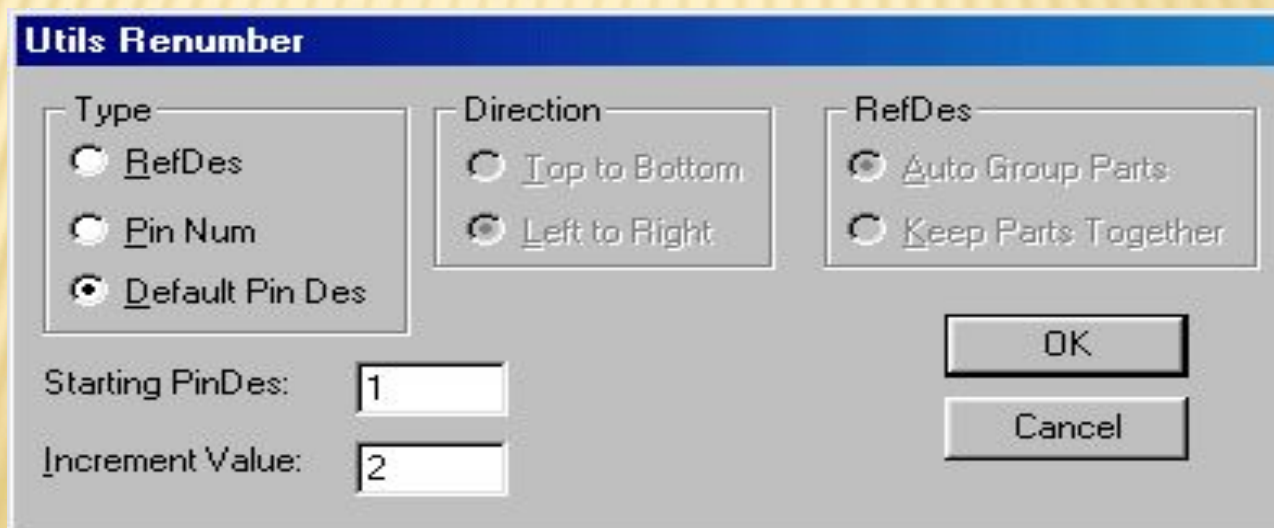 Utils Renumber
Type
RefDes
Pin Num
Default Pin Des
Direction
Top to Bottom
Left to Right
RefDes
Auto Group Parts
Keep Parts Together
Starting PinDes:
1
Increment Value:
2
OK
Cancel